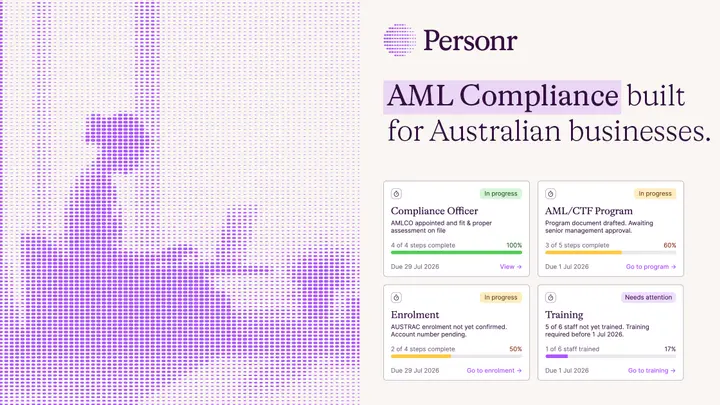 Personr
AML Compliance built
for Australian businesses.
In progress
Compliance Officer
AMLCO appointed and fit & proper
assessment on file
4 of 4 steps complete 100%
Due 29 Jul 2026 View →
In progress
AML/CTF Program
Program document drafted. Awaiting
senior management approval.
3 of 5 steps complete 60%
Due 1 Jul 2026 Go to program →
In progress
Enrolment
AUSTRAC enrolment not yet confirmed.
Account number pending.
2 of 4 steps complete 50%
Due 29 Jul 2026 Go to enrolment →
Needs attention
Training
5 of 6 staff not yet trained. Training
required before 1 Jul 2026.
1 of 6 staff trained 17%
Due 1 Jul 2026 Go to training →